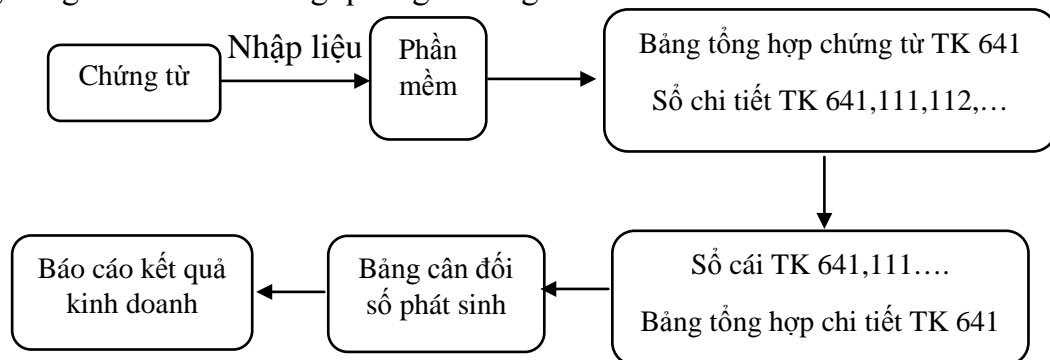 Nhập liệu
Chứng từ
Phần
mềm
Bảng tổng hợp chứng từ TK 641
Sổ chi tiết TK 641,111,112,…
Sổ cái TK 641,111….
Bảng tổng hợp chi tiết TK 641
Bảng cân đối
số phát sinh
Báo cáo kết quả
kinh doanh